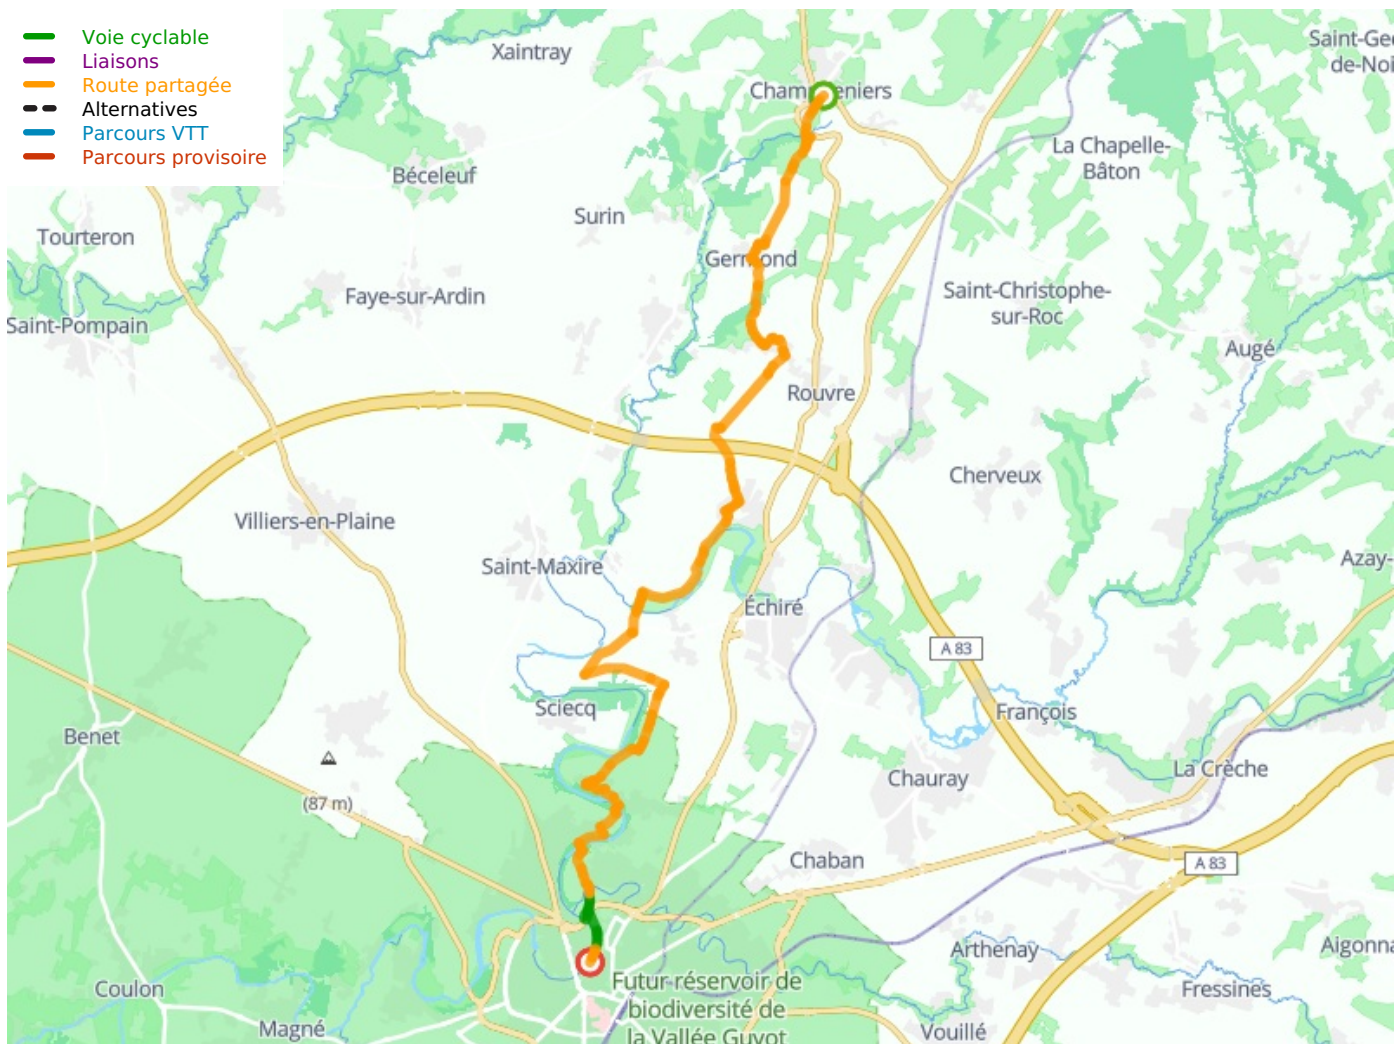 Voie cyclable
Liaisons
Route partagée
Alternatives
Parcours VTT
Parcours provisoire
Xaintray
Saint-Ge
de-Noi
La Chapelle-
Bâton
Béceleuf
Surin
Tourteron
Faye-sur-Ardin
Saint-Christophe-
sur-Roc
Saint-Pompain
Augé
Rouvre
Cherveux
Villiers-en-Plaine
Saint-Maxire
Azay-
Échiré
A 83
Sciecq
François
Benet
La Crèche
Chauray
(87 m)
Chaban
A 83
Arthenay
Aigonna
Coulon
Futur réservoir de
biodiversité de
la Vallée Guyot
Fressines
Magné
Vouillé